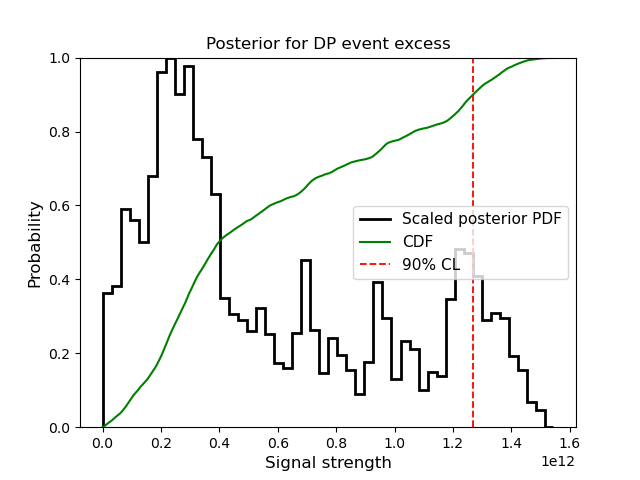 Posterior for DP event excess
Probability
1.0
0.8
0.6
0.4
0.2
0.0
Scaled posterior PDF
CDF
90% CL
0.0 0.2 0.4 0.6 0.8 1.0 1.2 1.4 1.6
1e12
Signal strength